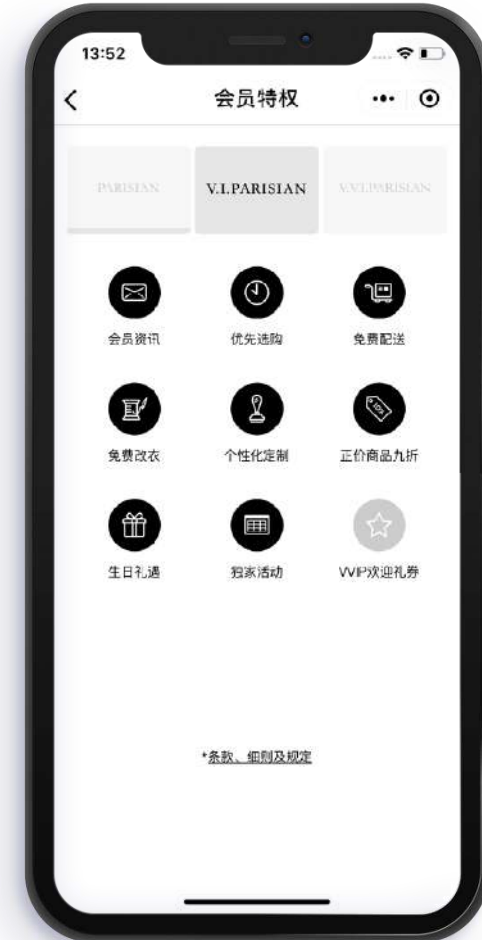 13:52
会员特权
PARISIAN
V.I.PARISIAN
V.V.I.PARISIAN
会员资讯
优先选购
免费配送
免费改衣
个性化定制
10%
正价商品九折
生日礼遇
独家活动
VVIP欢迎礼券
*条款、细则及规定